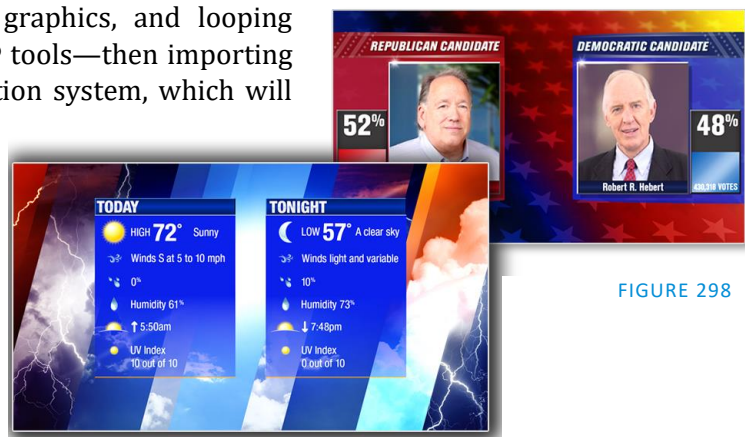 graphics, and looping
tools—then importing
tion system, which will
REPUBLICAN CANDIDATE
52%
DEMOCRATIC CANDIDATE
48%
Robert R. Hebert
430,318 VOTES
TODAY
HIGH 72° Sunny
Winds S at 5 to 10 mph
0%
Humidity 61%
↑ 5:50am
UV Index
10 out of 10
TONIGHT
LOW 57° A clear sky
Winds light and variable
10%
Humidity 73%
↓ 7:48pm
UV Index
0 out of 10
FIGURE 298